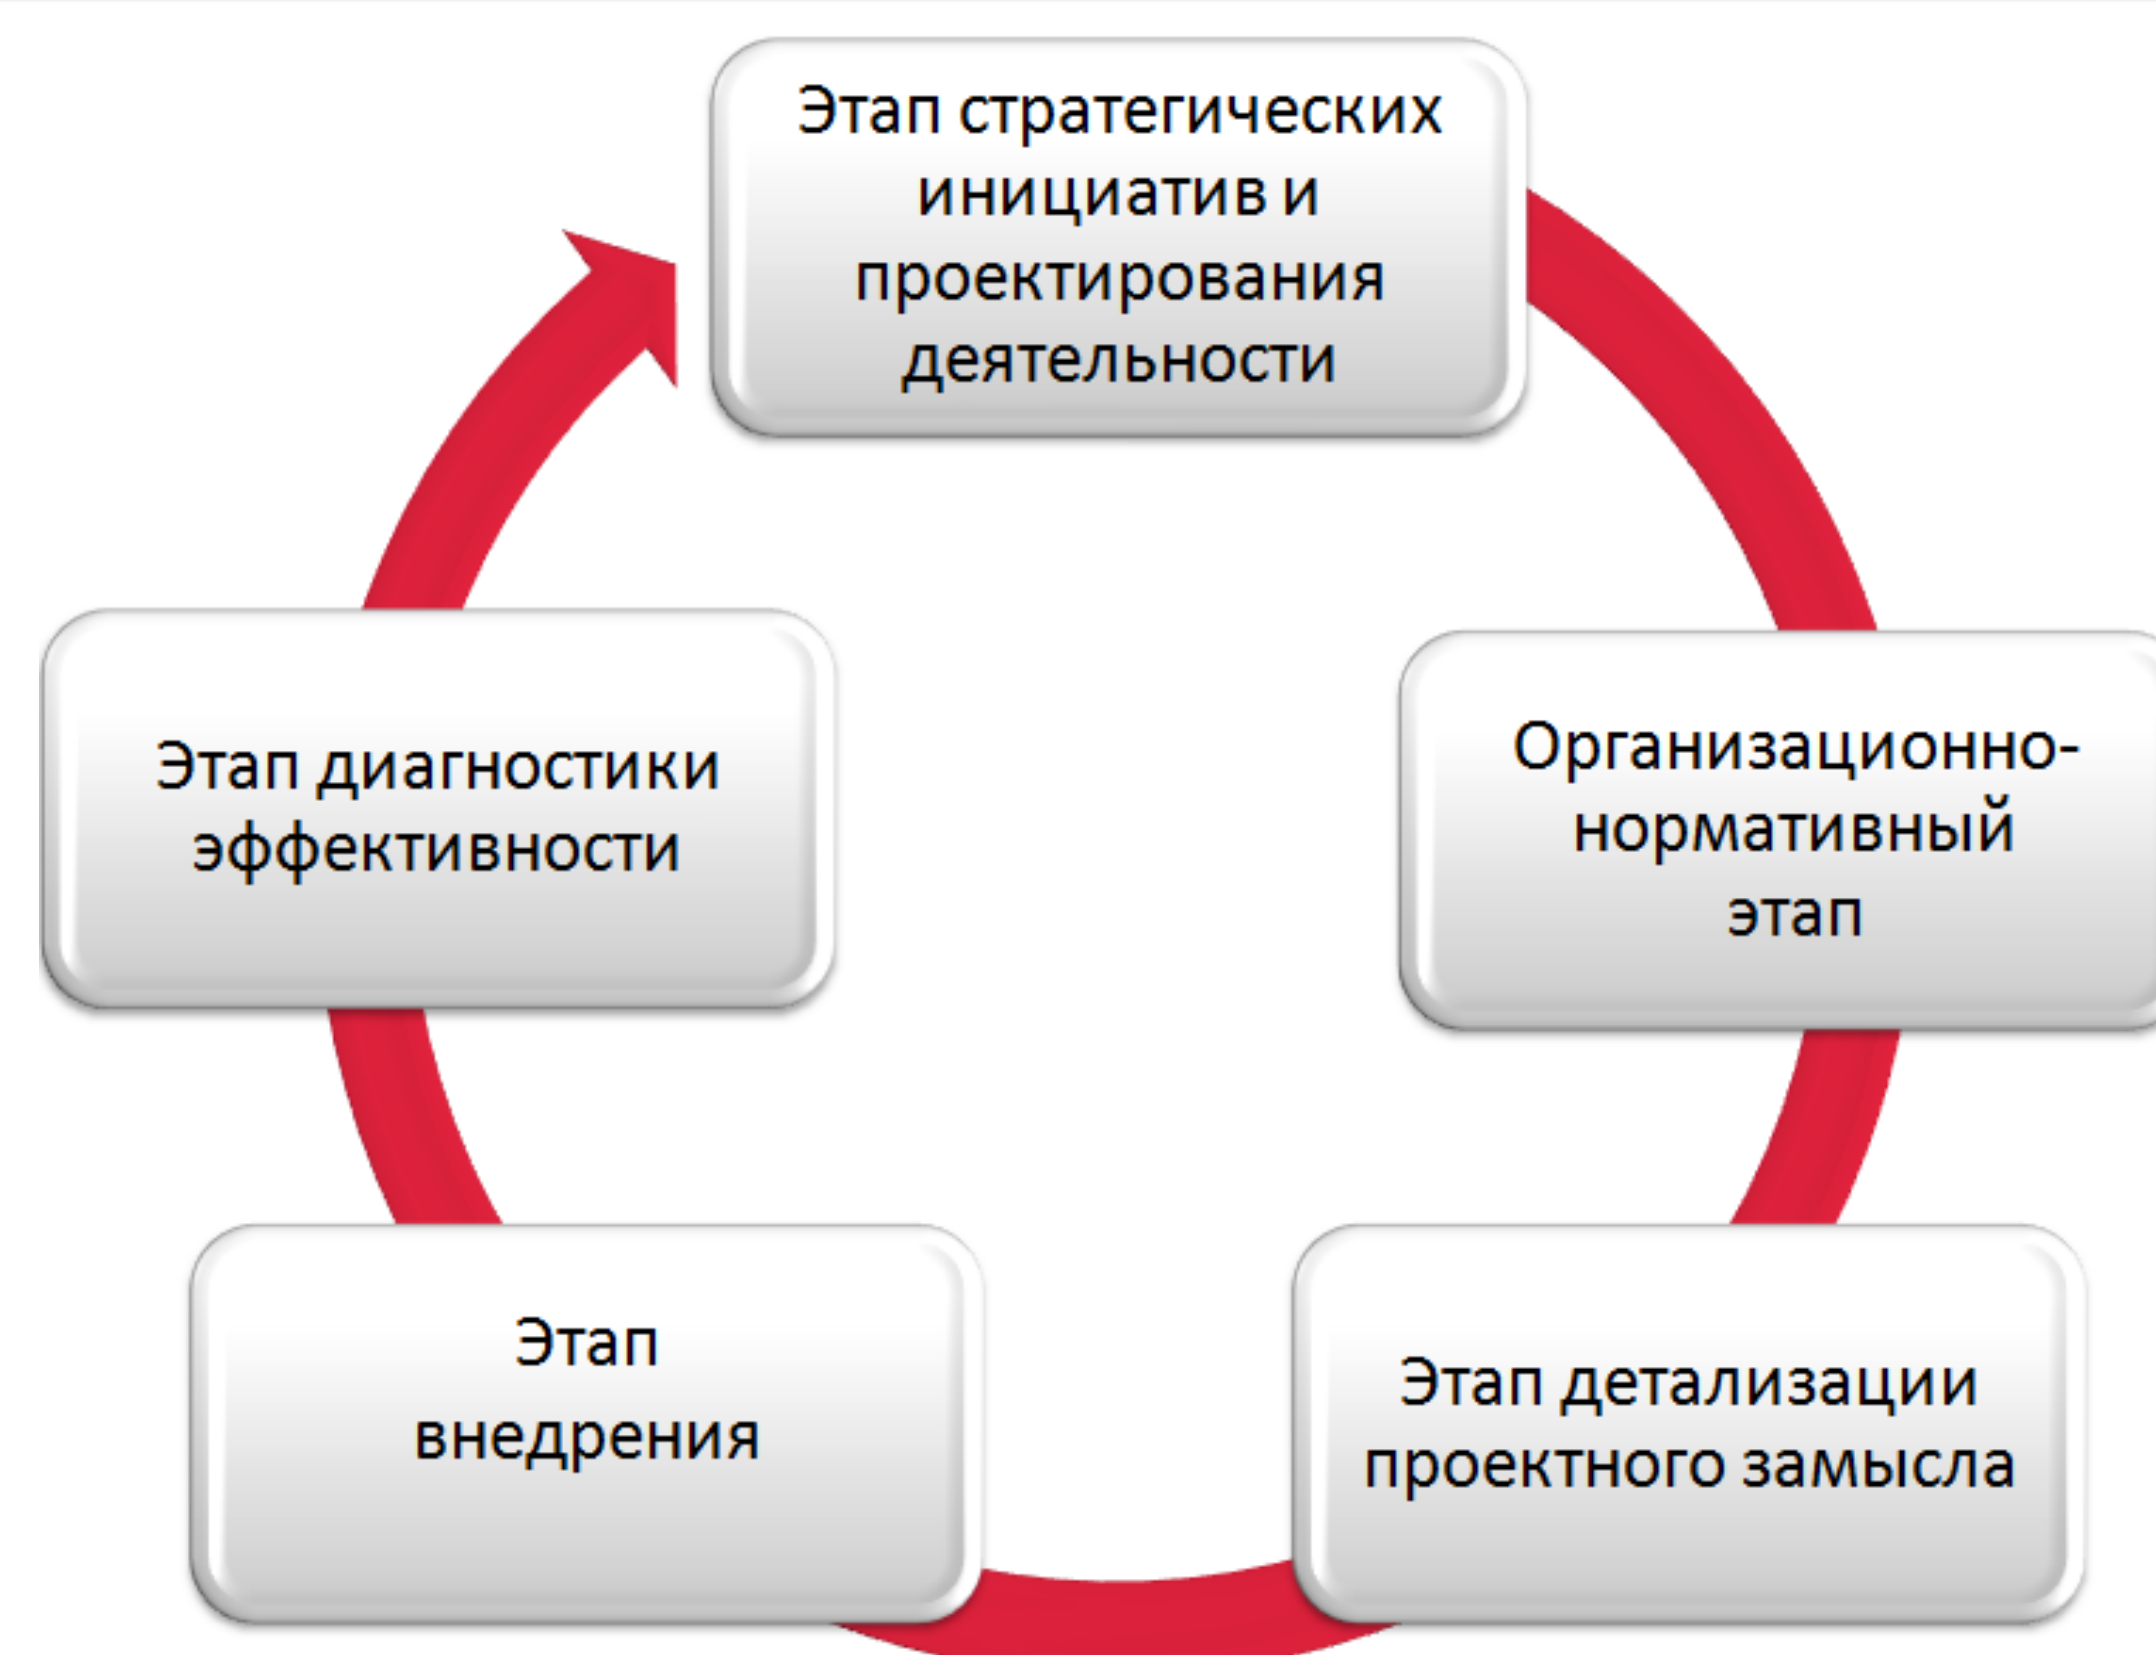 Этап стратегических
инициатив и
проектирования
деятельности
Организационно-
нормативный
этап
Этап детализации
проектного замысла
Этап
внедрения
Этап диагностики
эффективности